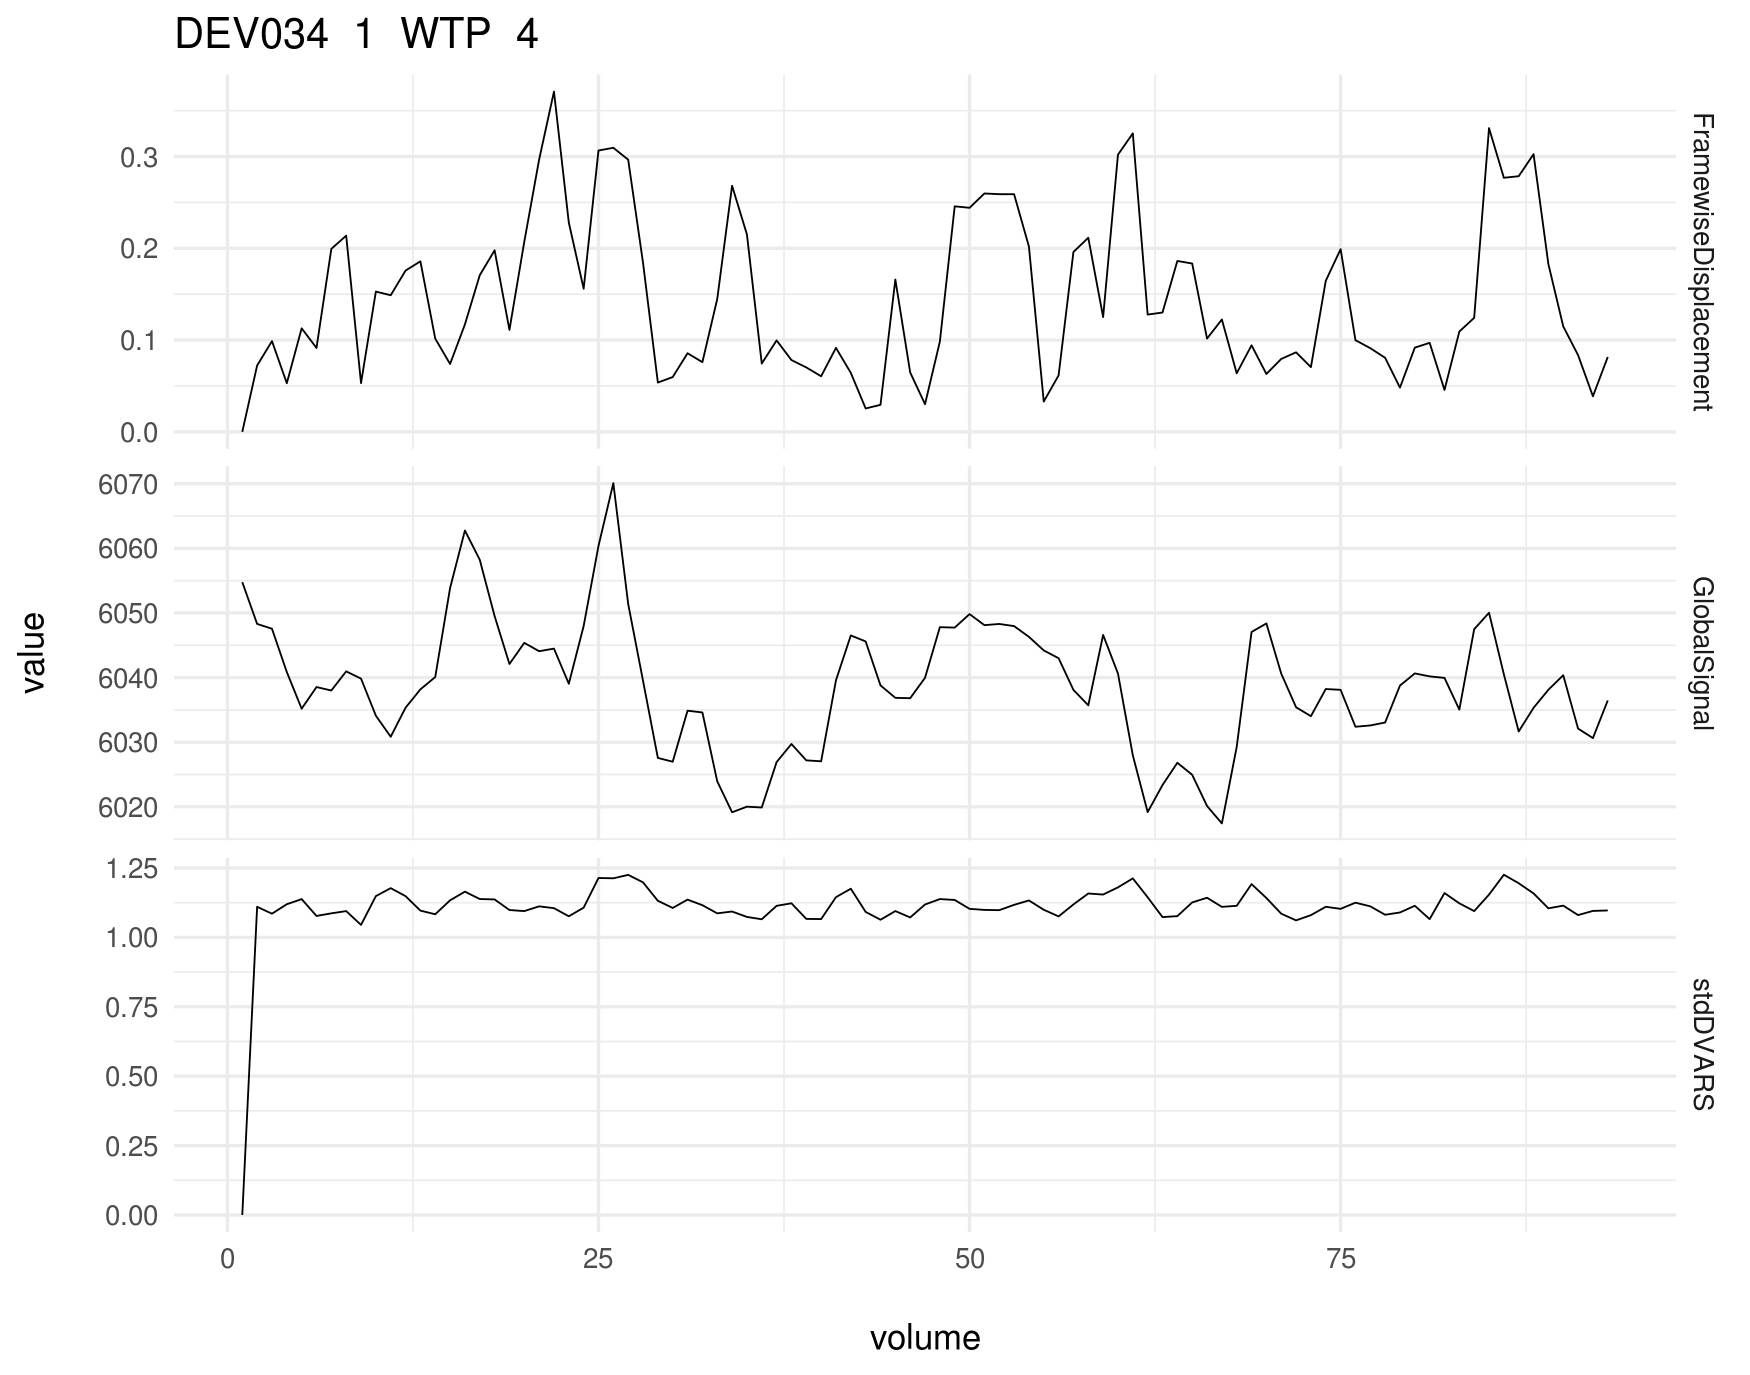 DEV034 1 WTP 4
0.3
0.2
0.1
0.0
FramewiseDisplacement
6070
6060
6050
6040
6030
6020
GlobalSignal
value
1.25
1.00
0.75
0.50
0.25
0.00
stdDVARS
0 25 50 75
volume